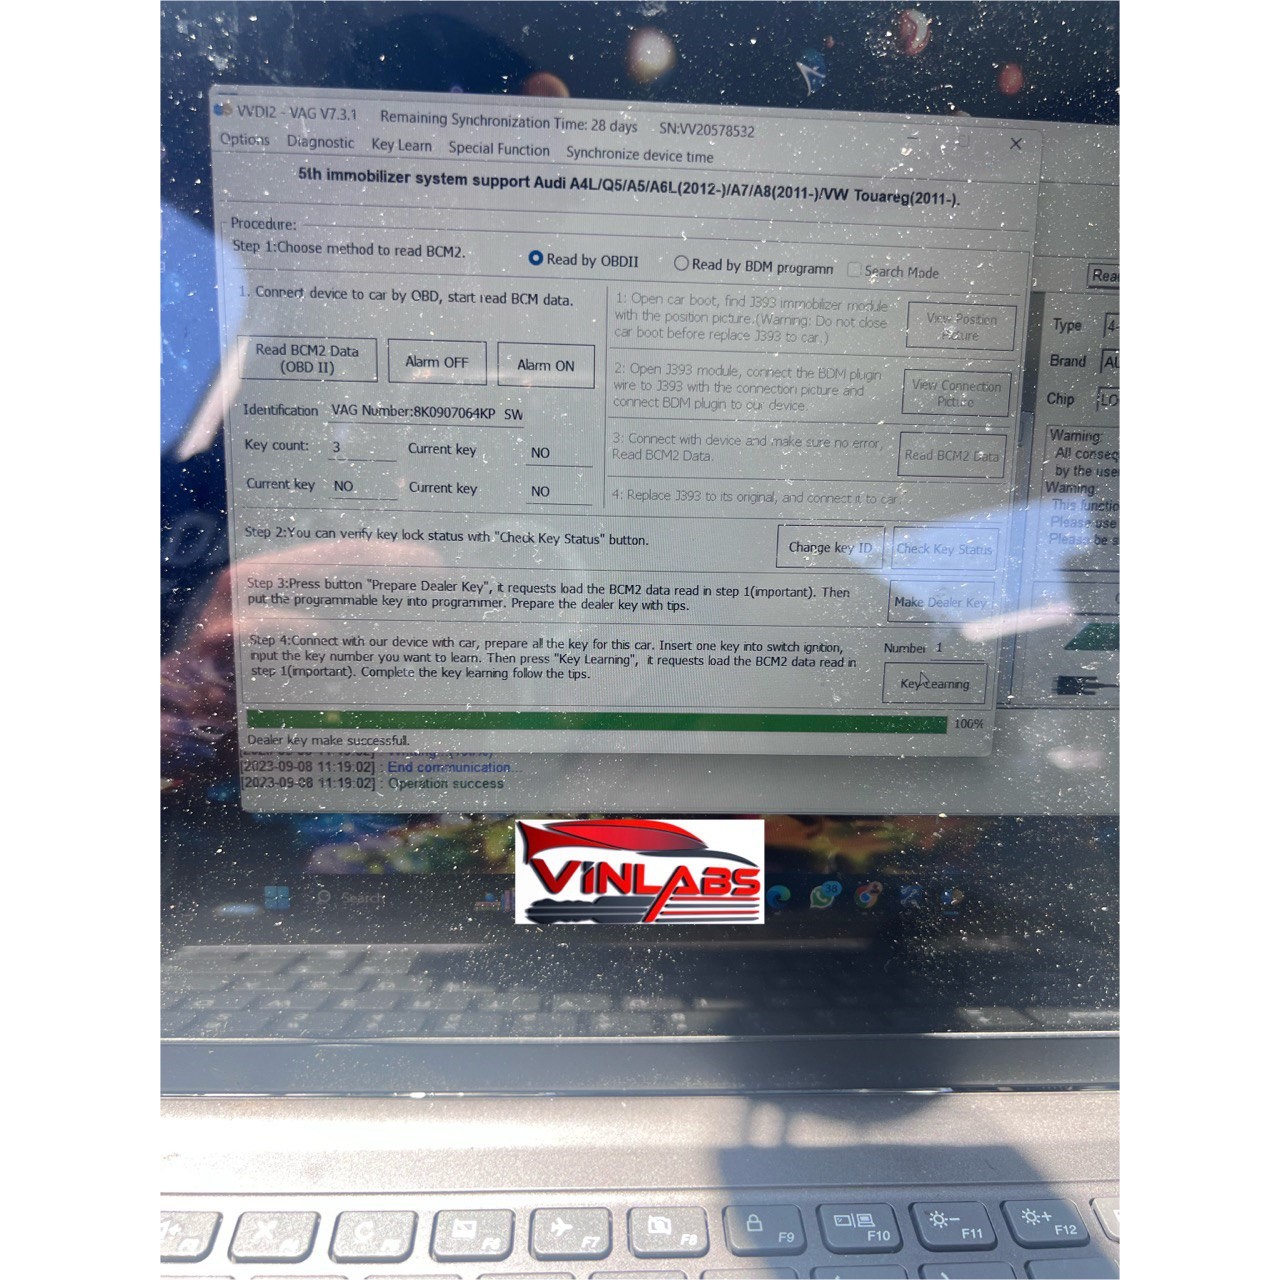 VVDI2 - VAG V7.3.1 Remaining Synchronization Time: 28 days SN:VV20578532
Options Diagnostic Key Learn Special Function Synchronize device time
5th immobilizer system support Audi A4L/Q5/A5/A6L(2012-)/A7/A8(2011-)/VW Touareg(2011-).
Procedure:
Step 1:Choose method to read BCM2.
Read by OBDII Read by BDM programn Search Mode
1. Connect device to car by OBD, start read BCM data.
Read BCM2 Data
(OBD II)
Alarm OFF
Alarm ON
Identification VAG Number:8K0907064KP SW
Key count: 3 Current key NO
Current key NO Current key NO
1: Open car boot, find J393 immobilizer module
with the position picture.(Warning: Do not close
car boot before replace J393 to car.)
View Position
Picture
2: Open J393 module, connect the BDM plugin
wire to J393 with the connection picture and
connect BDM plugin to our device.
View Connection
Picture
3: Connect with device and make sure no error,
Read BCM2 Data.
Read BCM2 Data
4: Replace J393 to its original, and connect it to car
Step 2:You can verify key lock status with "Check Key Status" button.
Change key ID
Check Key Status
Step 3:Press button "Prepare Dealer Key", it requests load the BCM2 data read in step 1(important). Then
put the programmable key into programmer. Prepare the dealer key with tips.
Make Dealer Key
Step 4:Connect with our device with car, prepare all the key for this car. Insert one key into switch ignition,
input the key number you want to learn. Then press "Key Learning", it requests load the BCM2 data read in
step 1(important). Complete the key learning follow the tips.
Number 1
Key Learning
100%
Dealer key make successfull.
[2023-09-08 11:19:02] : End communication...
[2023-09-08 11:19:02] : Operation success
Type 4-
Brand
Chip
Warning:
All conseq
by the use
Warning:
This functio
Please use
Please be s
Search
38
ViNLABS
F6
F7
F8
F9
F10
F11
F12